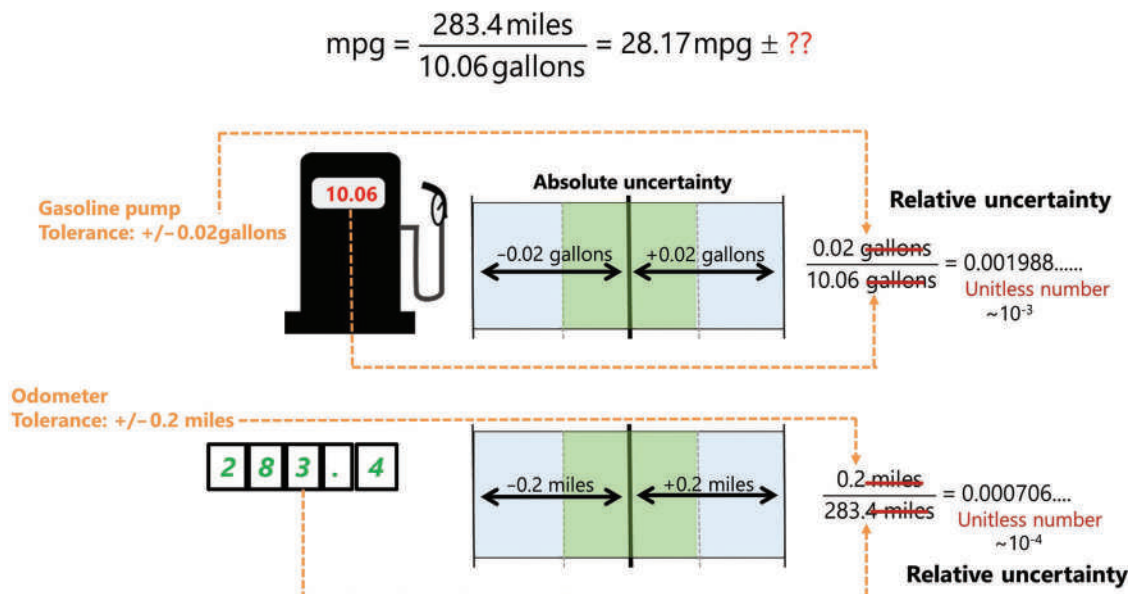 mpg = 283.4 miles / 10.06 gallons = 28.17 mpg ± ??
Absolute uncertainty
Relative uncertainty
Gasoline pump
Tolerance: +/−0.02gallons
10.06
−0.02 gallons
+0.02 gallons
0.02 gallons / 10.06 gallons = 0.001988......
Unitless number
~10⁻³
Odometer
Tolerance: +/−0.2 miles
283.4
−0.2 miles
+0.2 miles
0.2 miles / 283.4 miles = 0.000706....
Unitless number
~10⁻⁴
Relative uncertainty